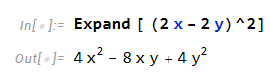 In[•]:= Expand [ (2 x - 2 y)^2]
Out[•]= 4 x² - 8 x y + 4 y²